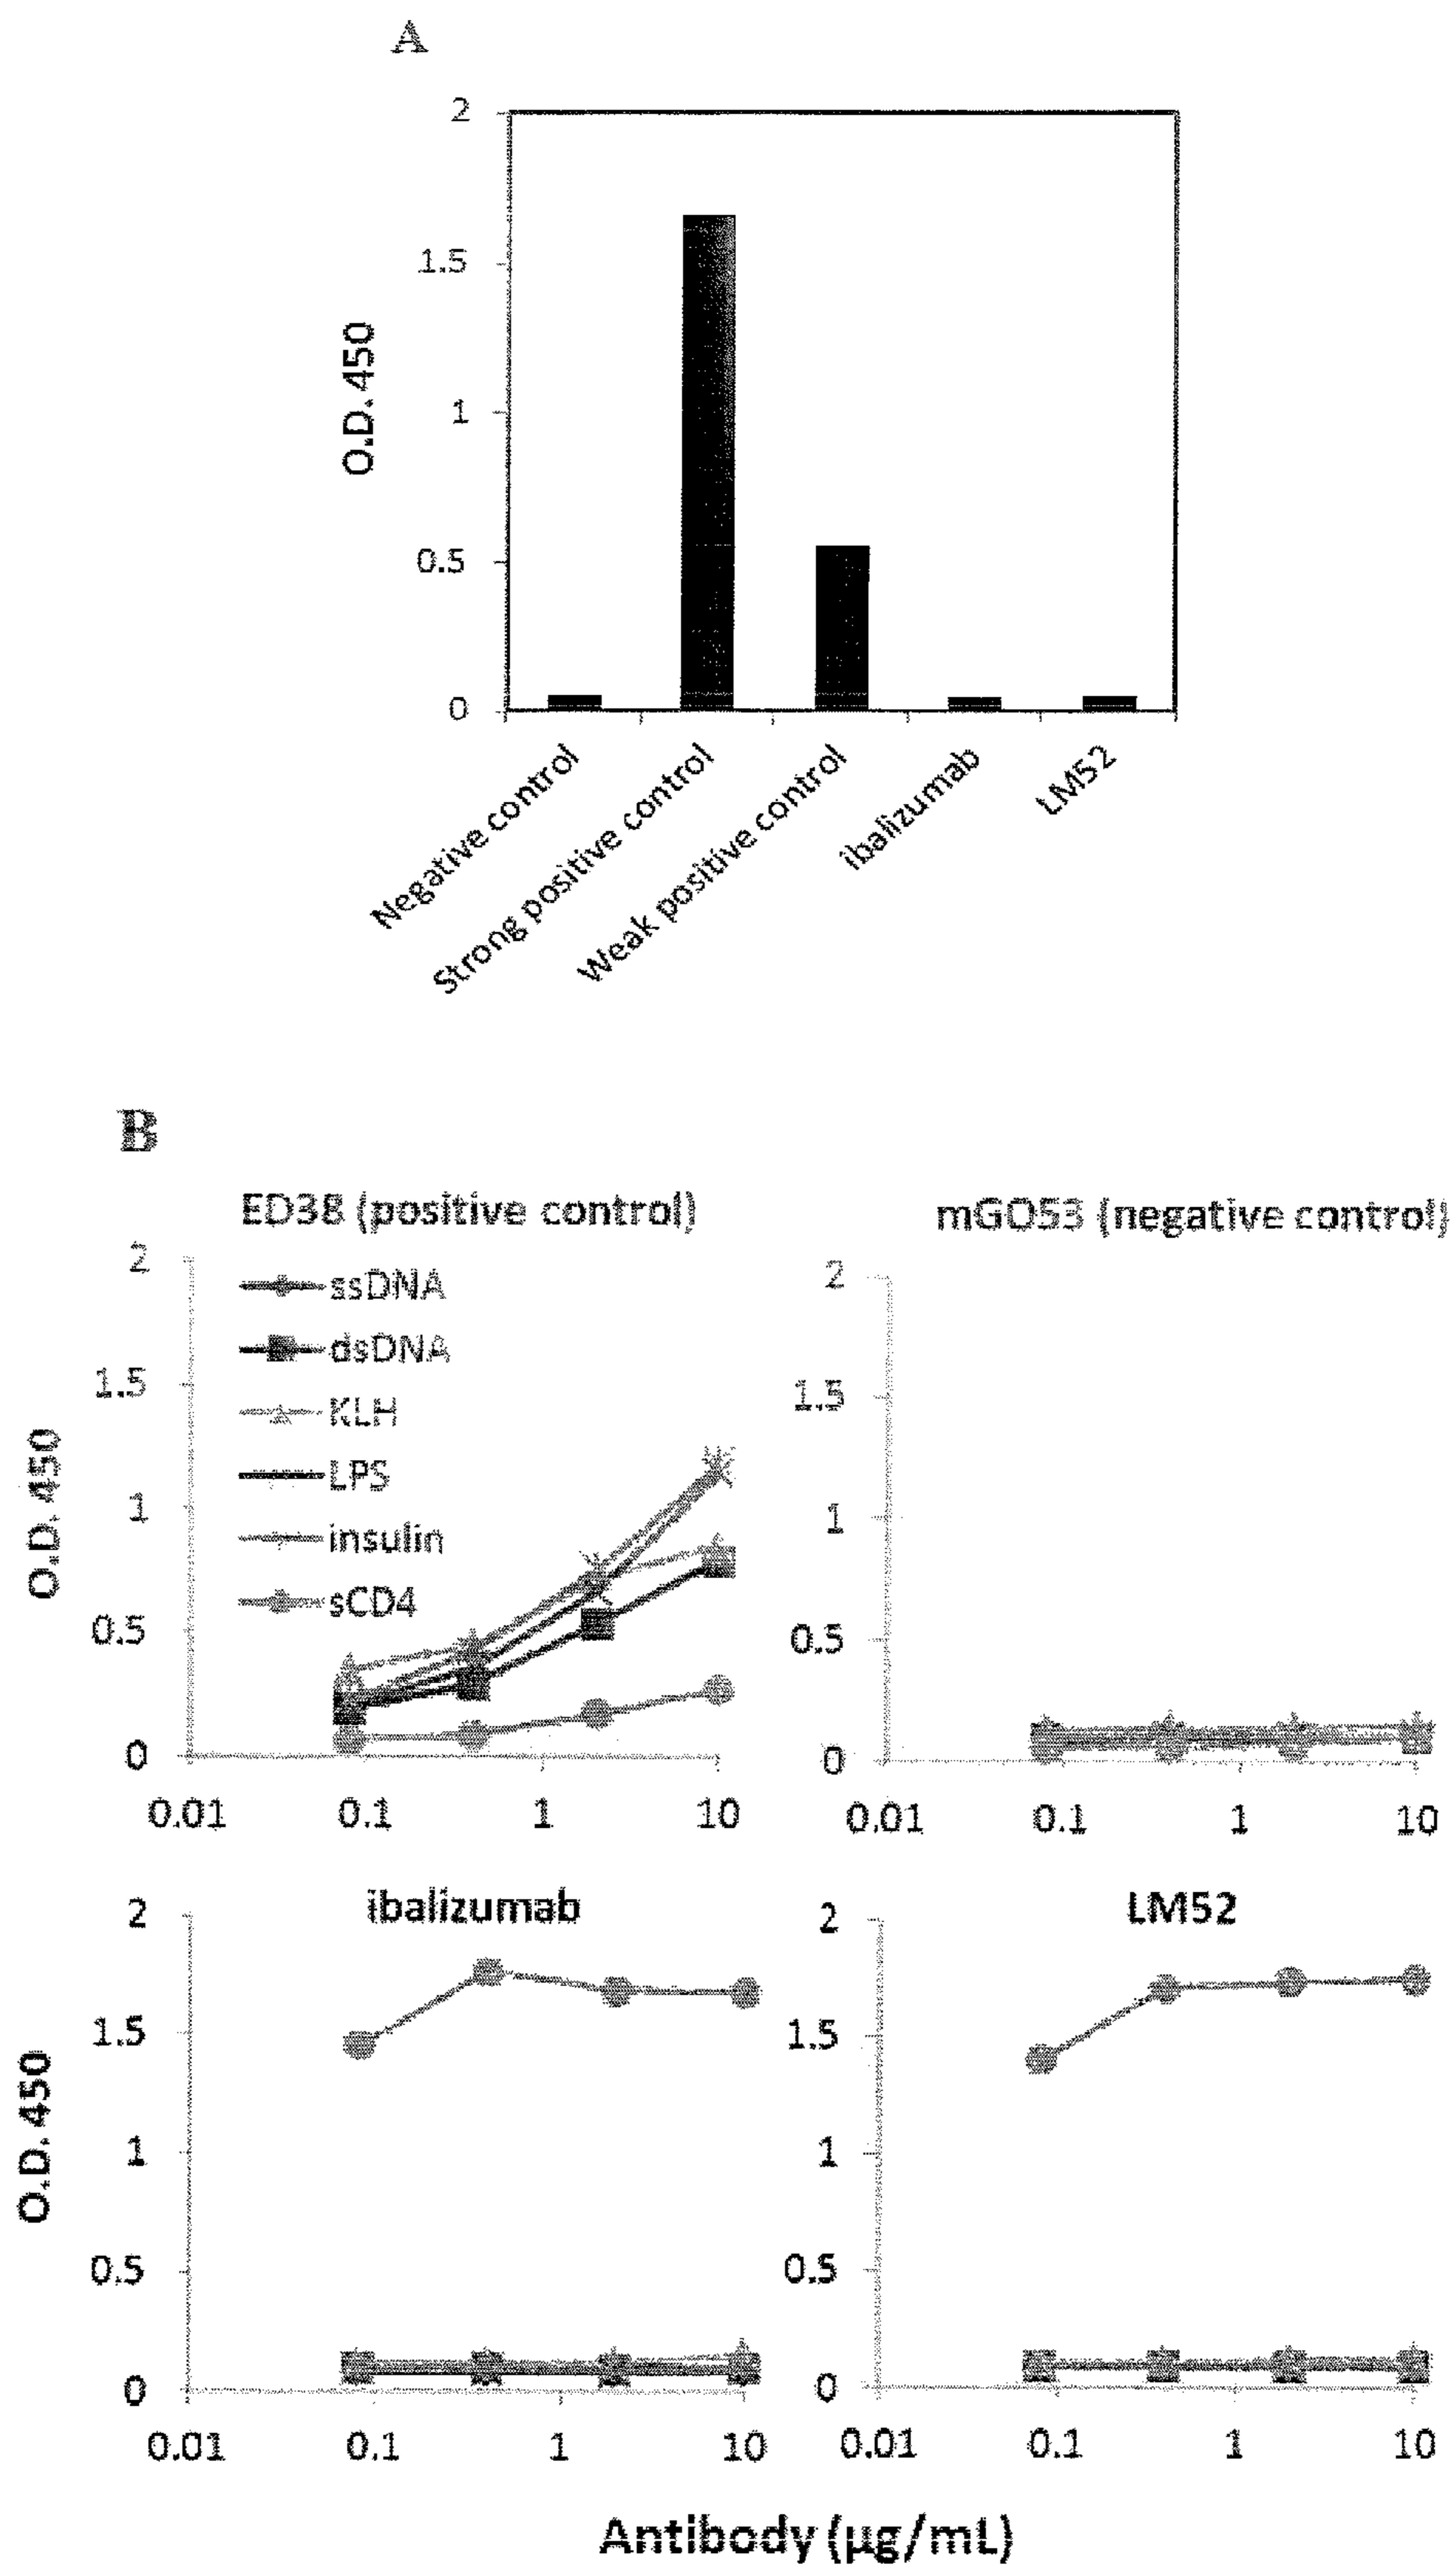 A
2
1.5
1
0.5
0
O.D. 450
Negative control
Strong positive control
Weak positive control
ibalizumab
LM52
B
ED38 (positive control)
2
1.5
1
0.5
0
O.D. 450
ssDNA
dsDNA
KLH
LPS
insulin
sCD4
0.01 0.1 1 10
mGO53 (negative control)
2
1.5
1
0.5
0
0.01 0.1 1 10
ibalizumab
2
1.5
1
0.5
0
O.D. 450
0.01 0.1 1 10
LM52
2
1.5
1
0.5
0
0.01 0.1 1 10
Antibody (µg/mL)